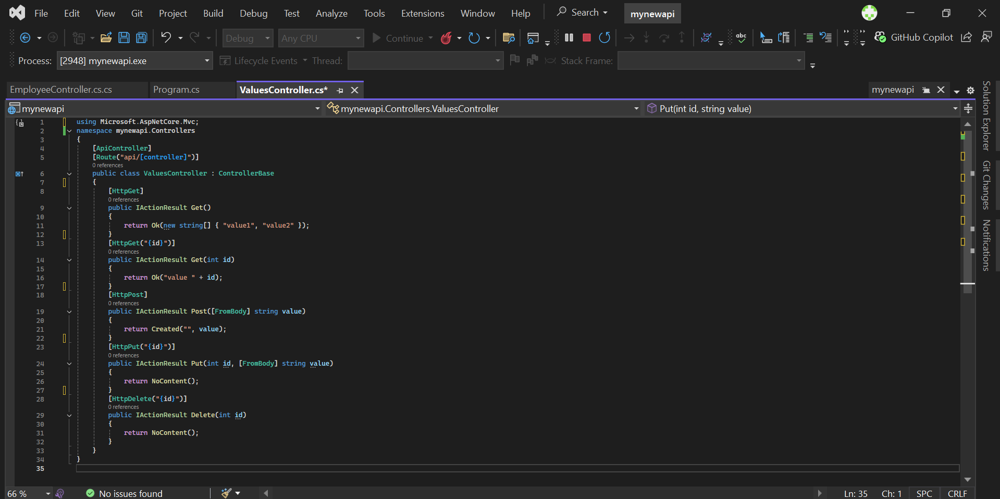 File Edit View Git Project Build Debug Test Analyze Tools Extensions Window Help Search mynewapi
Debug Any CPU Continue abc GitHub Copilot
Process: [2948] mynewapi.exe Lifecycle Events Thread: Stack Frame:
EmployeeController.cs.cs Program.cs ValuesController.cs* mynewapi
mynewapi mynewapi.Controllers.ValuesController Put(int id, string value)
1 using Microsoft.AspNetCore.Mvc;
2 namespace mynewapi.Controllers
3 {
4 [ApiController]
5 [Route("api/[controller]")]
0 references
6 public class ValuesController : ControllerBase
7 {
8 [HttpGet]
0 references
9 public IActionResult Get()
10 {
11 return Ok(new string[] { "value1", "value2" });
12 }
13 [HttpGet("{id}")]
0 references
14 public IActionResult Get(int id)
15 {
16 return Ok("value " + id);
17 }
18 [HttpPost]
0 references
19 public IActionResult Post([FromBody] string value)
20 {
21 return Created("", value);
22 }
23 [HttpPut("{id}")]
0 references
24 public IActionResult Put(int id, [FromBody] string value)
25 {
26 return NoContent();
27 }
28 [HttpDelete("{id}")]
0 references
29 public IActionResult Delete(int id)
30 {
31 return NoContent();
32 }
33 }
34 }
35
66 % No issues found Ln: 35 Ch: 1 SPC CRLF
Solution Explorer
Git Changes
Notifications